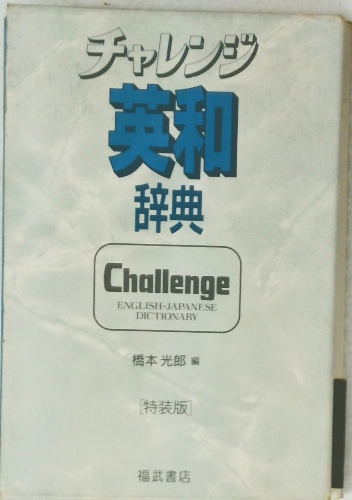 チャレンジ
英和
辞典
Challenge
ENGLISH-JAPANESE
DICTIONARY
橋本光郎 編
[特装版]
福武書店